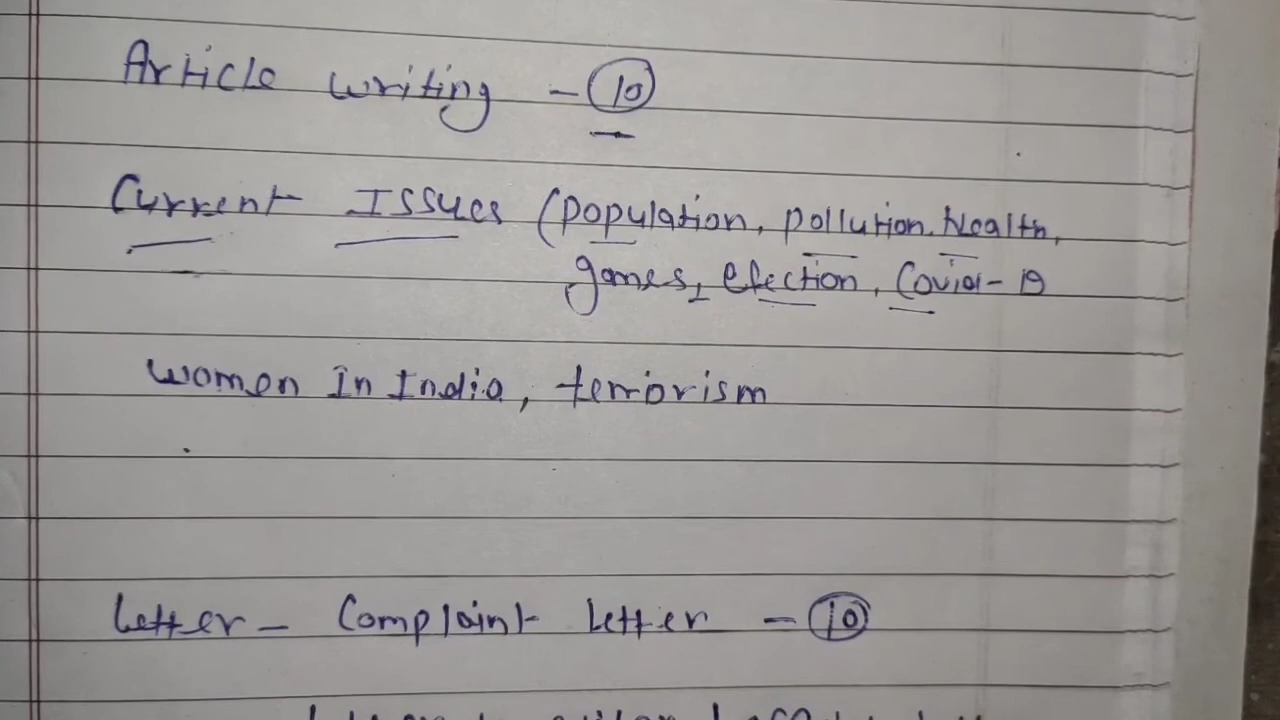 Article writing - 10
Current Issues (population, pollution. Health,
games, election, Covid-19
women In India, terrorism
Letter - Complaint Letter - 10